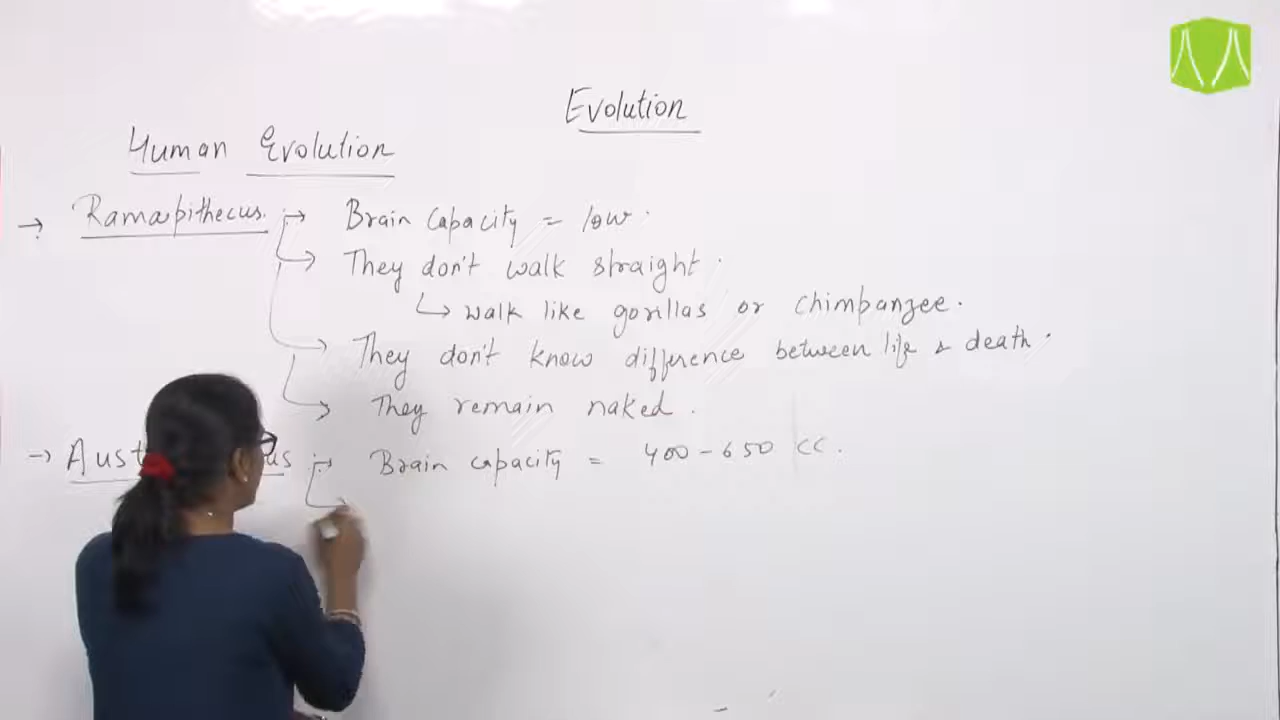 Evolution
Human Evolution
→ Ramapithecus. → Brain capacity = low.
→ They don't walk straight.
↳ walk like gorillas or chimpanzee.
→ They don't know difference between life & death.
→ They remain naked.
→ → Brain capacity = 400-650 cc.